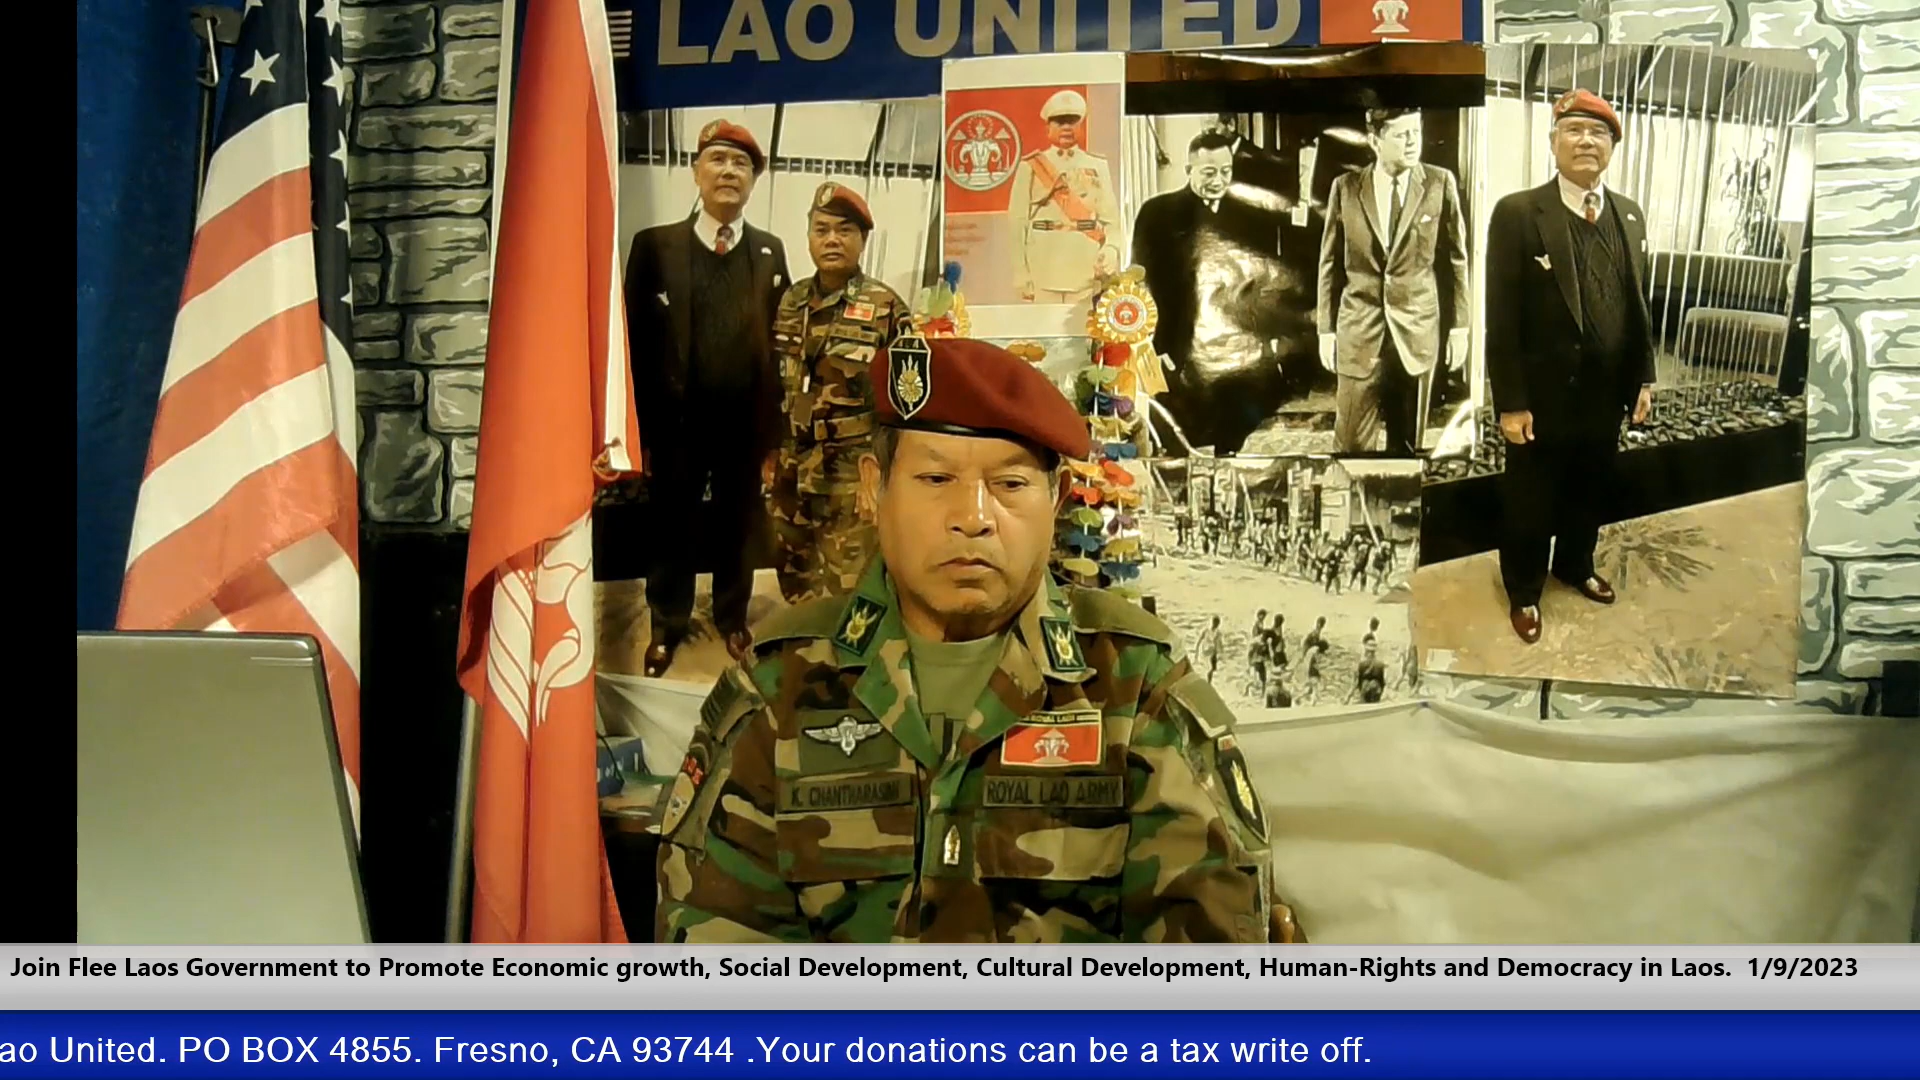 LAO UNITED
ROYAL LAO
K. CHANTHARASINH
ROYAL LAO ARMY
Join Flee Laos Government to Promote Economic growth, Social Development, Cultural Development, Human-Rights and Democracy in Laos.  1/9/2023
ao United. PO BOX 4855. Fresno, CA 93744 .Your donations can be a tax write off.